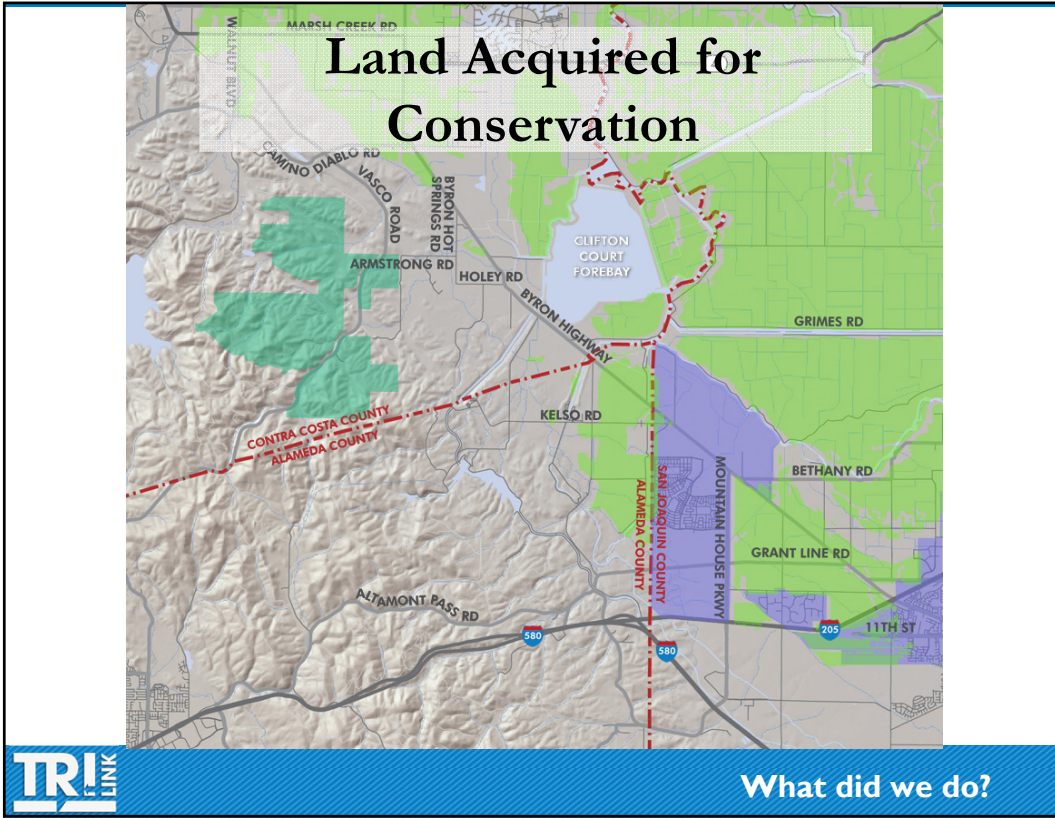 MARSH CREEK RD
WALNUT BLVD
Land Acquired for
Conservation
CAMINO DIABLO RD
VASCO ROAD
BYRON HOT
SPRINGS RD
ARMSTRONG RD
HOLEY RD
CLIFTON
COURT
FOREBAY
BYRON HIGHWAY
GRIMES RD
KELSO RD
CONTRA COSTA COUNTY
ALAMEDA COUNTY
SAN JOAQUIN COUNTY
ALAMEDA COUNTY
MOUNTAIN HOUSE PKWY
BETHANY RD
GRANT LINE RD
ALTAMONT PASS RD
580
580
205
11TH ST
TRI LINK
What did we do?